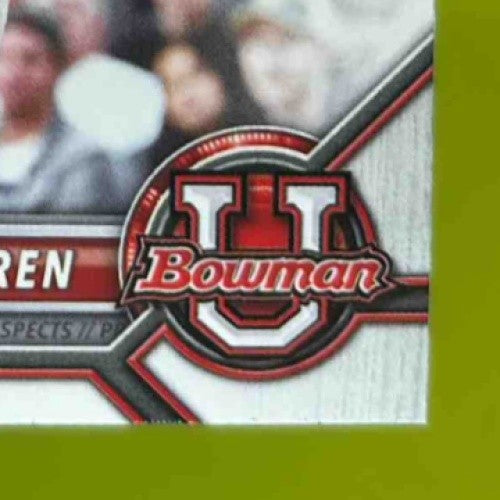 U
Bowman
REN
SPECTS // P